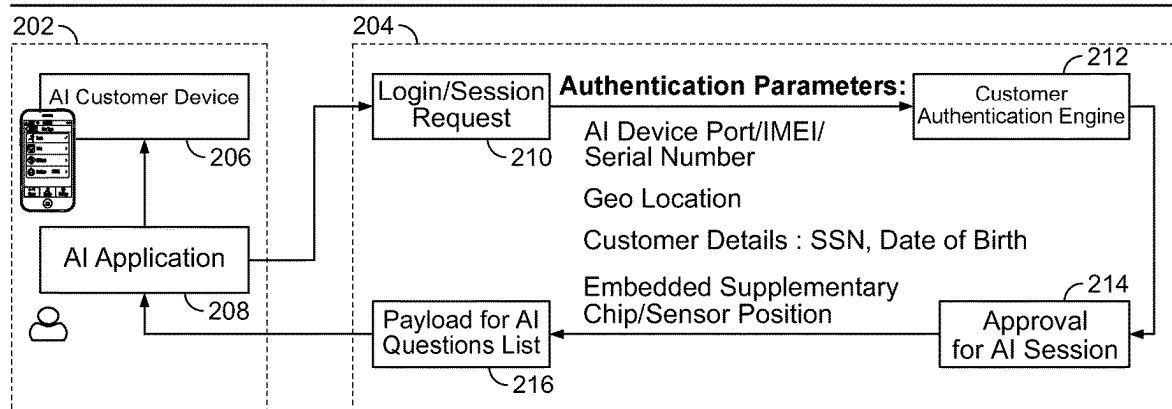 202
204
AI Customer Device
206
AI Application
208
Login/Session
Request
210
Authentication Parameters:
AI Device Port/IMEI/
Serial Number
Geo Location
Customer Details : SSN, Date of Birth
Embedded Supplementary
Chip/Sensor Position
212
Customer
Authentication Engine
214
Approval
for AI Session
Payload for AI
Questions List
216